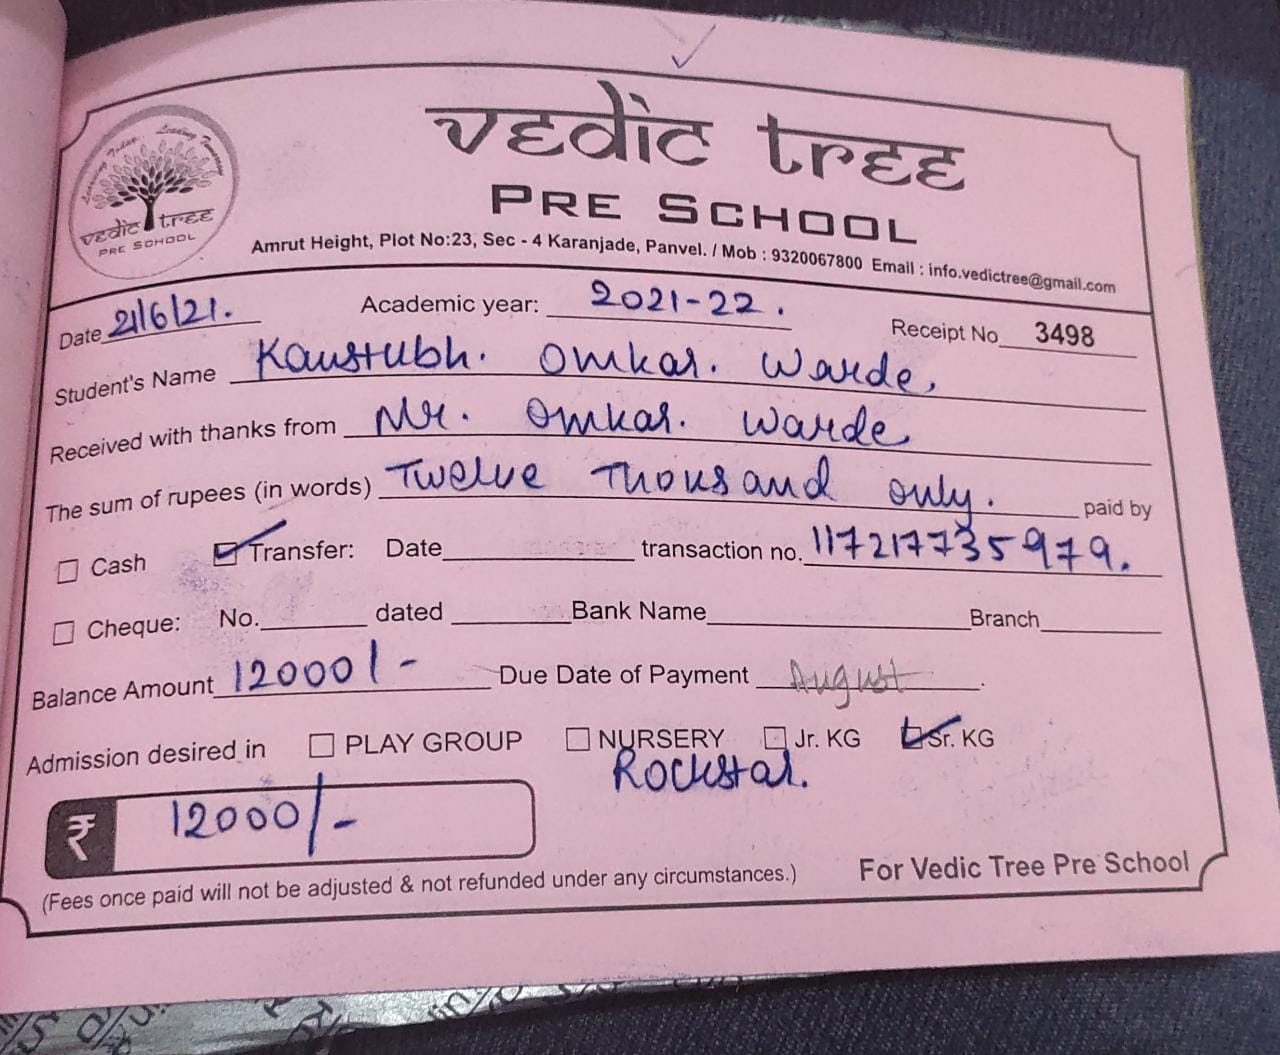 Learning Today Leading Tomorrow
vedic tree
PRE SCHOOL
vedic tree
PRE SCHOOL
Amrut Height, Plot No:23, Sec - 4 Karanjade, Panvel. / Mob : 9320067800 Email : info.vedictree@gmail.com
Date 21/6/21. Academic year: 2021-22. Receipt No 3498
Student's Name Kaustubh. Omkar. Warde.
Received with thanks from Mr. Omkar. Warde
The sum of rupees (in words) Twelve Thousand only. paid by
Cash Transfer: Date transaction no. 117217735979.
Cheque: No. dated Bank Name Branch
Balance Amount 12000/- Due Date of Payment August.
Admission desired in PLAY GROUP NURSERY Jr. KG Sr. KG
Rockstar.
₹ 12000/-
(Fees once paid will not be adjusted & not refunded under any circumstances.) For Vedic Tree Pre School